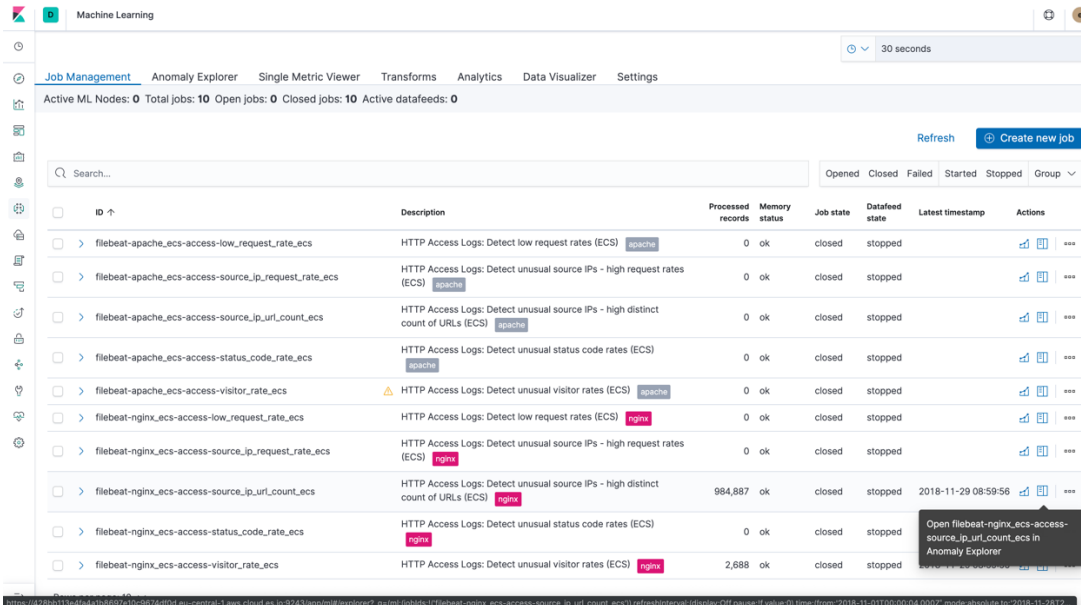 D Machine Learning
30 seconds
Job Management Anomaly Explorer Single Metric Viewer Transforms Analytics Data Visualizer Settings
Active ML Nodes: 0 Total jobs: 10 Open jobs: 0 Closed jobs: 10 Active datafeeds: 0
Refresh Create new job
Search... Opened Closed Failed Started Stopped Group
ID Description Processed records Memory status Job state Datafeed state Latest timestamp Actions
filebeat-apache_ecs-access-low_request_rate_ecs HTTP Access Logs: Detect low request rates (ECS) apache 0 ok closed stopped
filebeat-apache_ecs-access-source_ip_request_rate_ecs HTTP Access Logs: Detect unusual source IPs - high request rates
(ECS) apache 0 ok closed stopped
filebeat-apache_ecs-access-source_ip_url_count_ecs HTTP Access Logs: Detect unusual source IPs - high distinct
count of URLs (ECS) apache 0 ok closed stopped
filebeat-apache_ecs-access-status_code_rate_ecs HTTP Access Logs: Detect unusual status code rates (ECS)
apache 0 ok closed stopped
filebeat-apache_ecs-access-visitor_rate_ecs HTTP Access Logs: Detect unusual visitor rates (ECS) apache 0 ok closed stopped
filebeat-nginx_ecs-access-low_request_rate_ecs HTTP Access Logs: Detect low request rates (ECS) nginx 0 ok closed stopped
filebeat-nginx_ecs-access-source_ip_request_rate_ecs HTTP Access Logs: Detect unusual source IPs - high request rates
(ECS) nginx 0 ok closed stopped
filebeat-nginx_ecs-access-source_ip_url_count_ecs HTTP Access Logs: Detect unusual source IPs - high distinct
count of URLs (ECS) nginx 984,887 ok closed stopped 2018-11-29 08:59:56
filebeat-nginx_ecs-access-status_code_rate_ecs HTTP Access Logs: Detect unusual status code rates (ECS)
nginx 0 ok closed stopped
Open filebeat-nginx_ecs-access-
source_ip_url_count_ecs in
Anomaly Explorer
filebeat-nginx_ecs-access-visitor_rate_ecs HTTP Access Logs: Detect unusual visitor rates (ECS) nginx 2,688 ok closed stopped